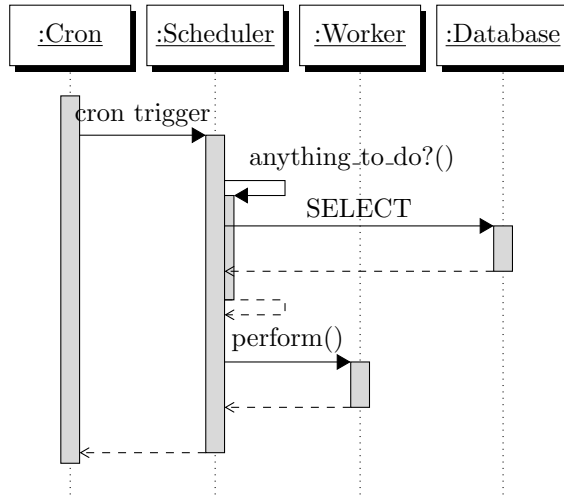 :Cron
:Scheduler
:Worker
:Database
cron trigger
anything_to_do?()
SELECT
perform()